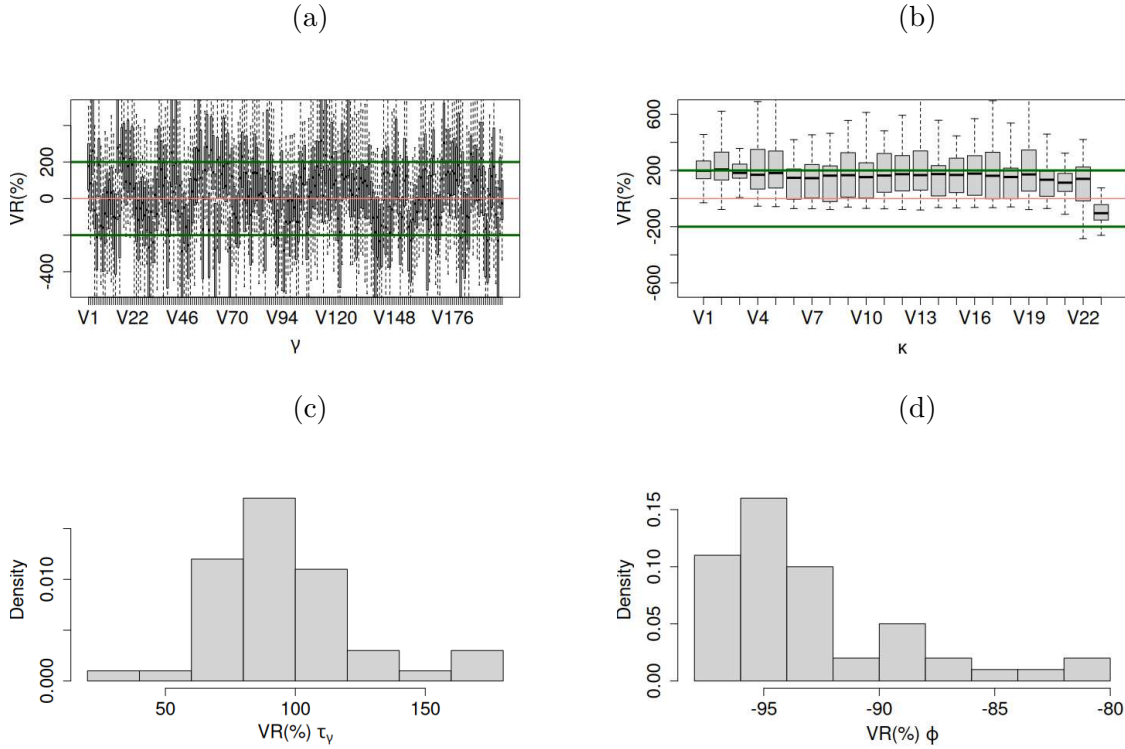 (a)
(b)
VR(%)
-400 0 200
V1 V22 V46 V70 V94 V120 V148 V176
γ
VR(%)
-600 -200 200 600
V1 V4 V7 V10 V13 V16 V19 V22
κ
(c)
(d)
Density
0.000 0.010
50 100 150
VR(%) τγ
Density
0.00 0.05 0.10 0.15
-95 -90 -85 -80
VR(%) ϕ